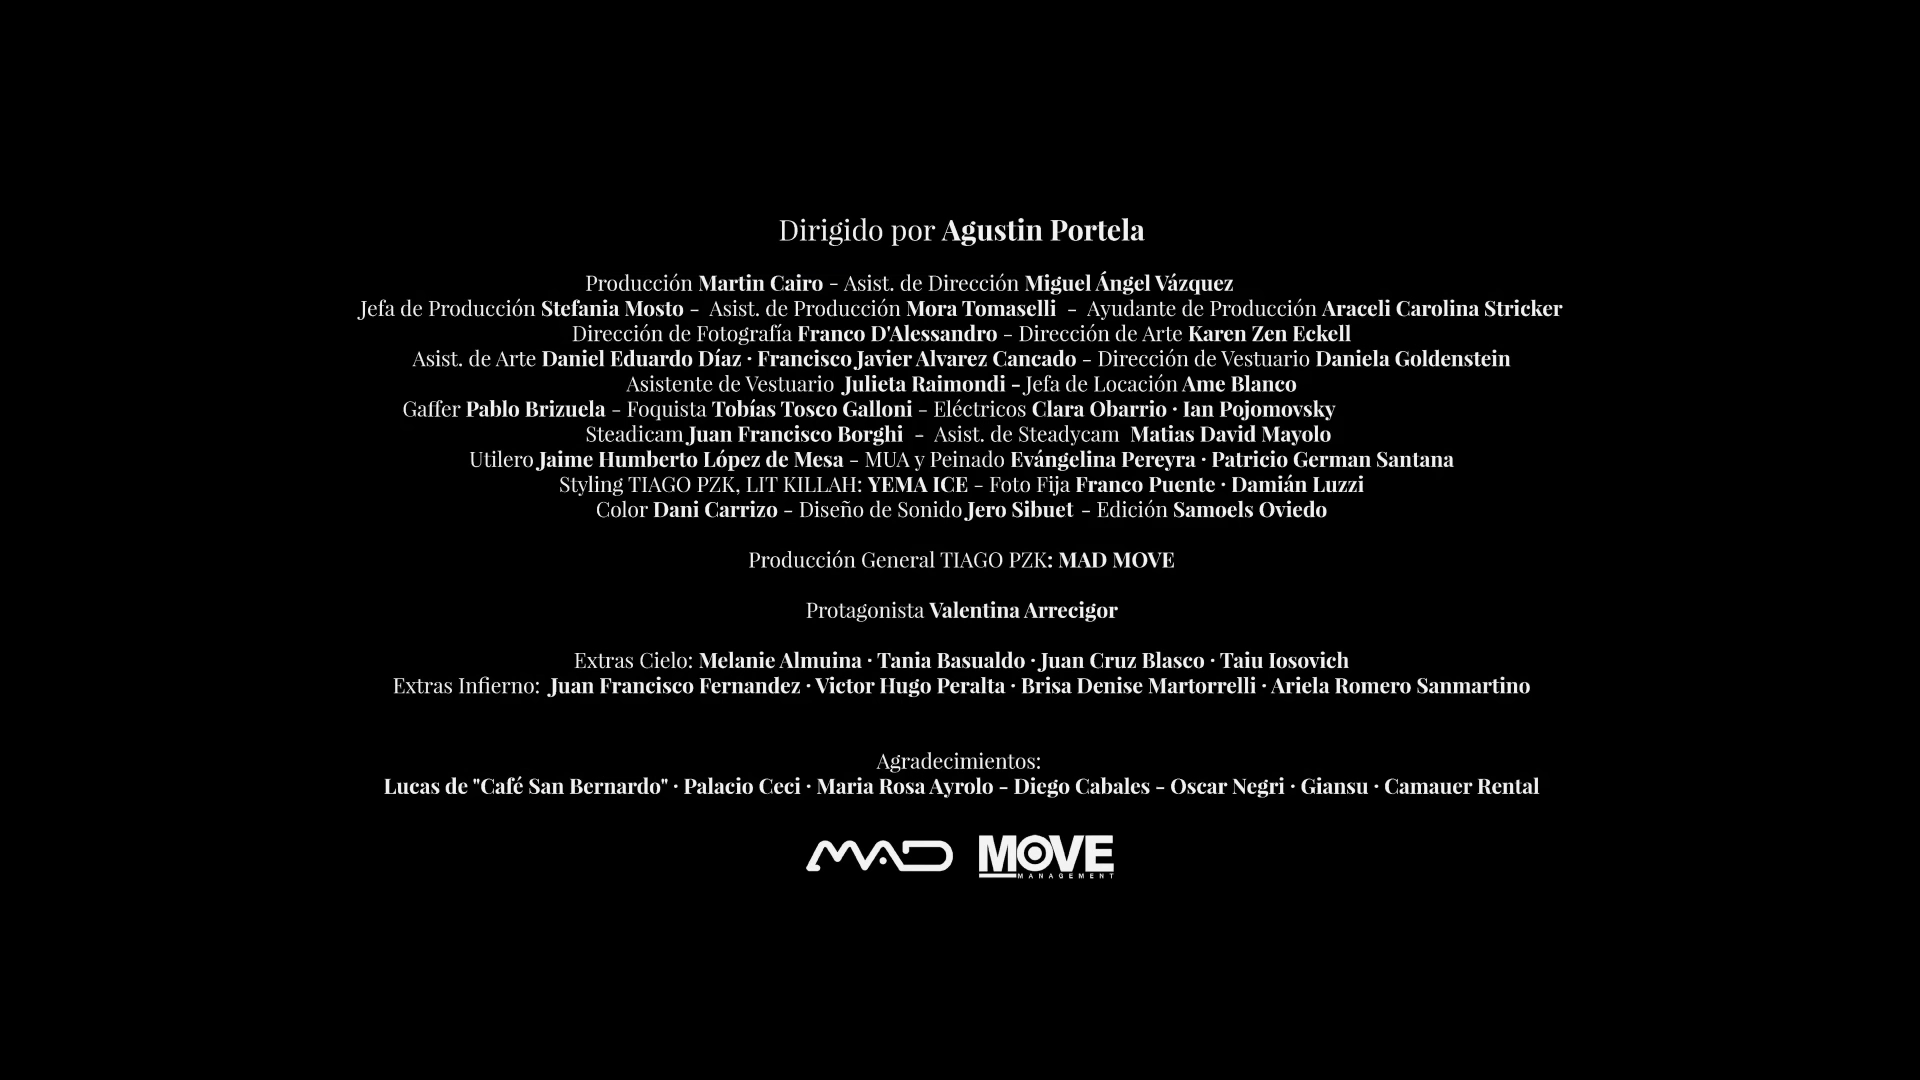 Dirigido por Agustin Portela
Producción Martin Cairo - Asist. de Dirección Miguel Ángel Vázquez
Jefa de Producción Stefania Mosto - Asist. de Producción Mora Tomaselli - Ayudante de Producción Araceli Carolina Stricker
Dirección de Fotografía Franco D'Alessandro - Dirección de Arte Karen Zen Eckell
Asist. de Arte Daniel Eduardo Díaz · Francisco Javier Alvarez Cancado - Dirección de Vestuario Daniela Goldenstein
Asistente de Vestuario Julieta Raimondi - Jefa de Locación Ame Blanco
Gaffer Pablo Brizuela - Foquista Tobías Tosco Galloni - Eléctricos Clara Obarrio · Ian Pojomovsky
Steadicam Juan Francisco Borghi - Asist. de Steadycam Matias David Mayolo
Utilero Jaime Humberto López de Mesa - MUA y Peinado Evángelina Pereyra · Patricio German Santana
Styling TIAGO PZK, LIT KILLAH: YEMA ICE - Foto Fija Franco Puente · Damián Luzzi
Color Dani Carrizo - Diseño de Sonido Jero Sibuet - Edición Samoels Oviedo
Producción General TIAGO PZK: MAD MOVE
Protagonista Valentina Arrecigor
Extras Cielo: Melanie Almuina · Tania Basualdo · Juan Cruz Blasco · Taiu Iosovich
Extras Infierno: Juan Francisco Fernandez · Victor Hugo Peralta · Brisa Denise Martorrelli · Ariela Romero Sanmartino
Agradecimientos:
Lucas de "Café San Bernardo" · Palacio Ceci · Maria Rosa Ayrolo - Diego Cabales - Oscar Negri · Giansu · Camauer Rental
MAD MOVE
MANAGEMENT